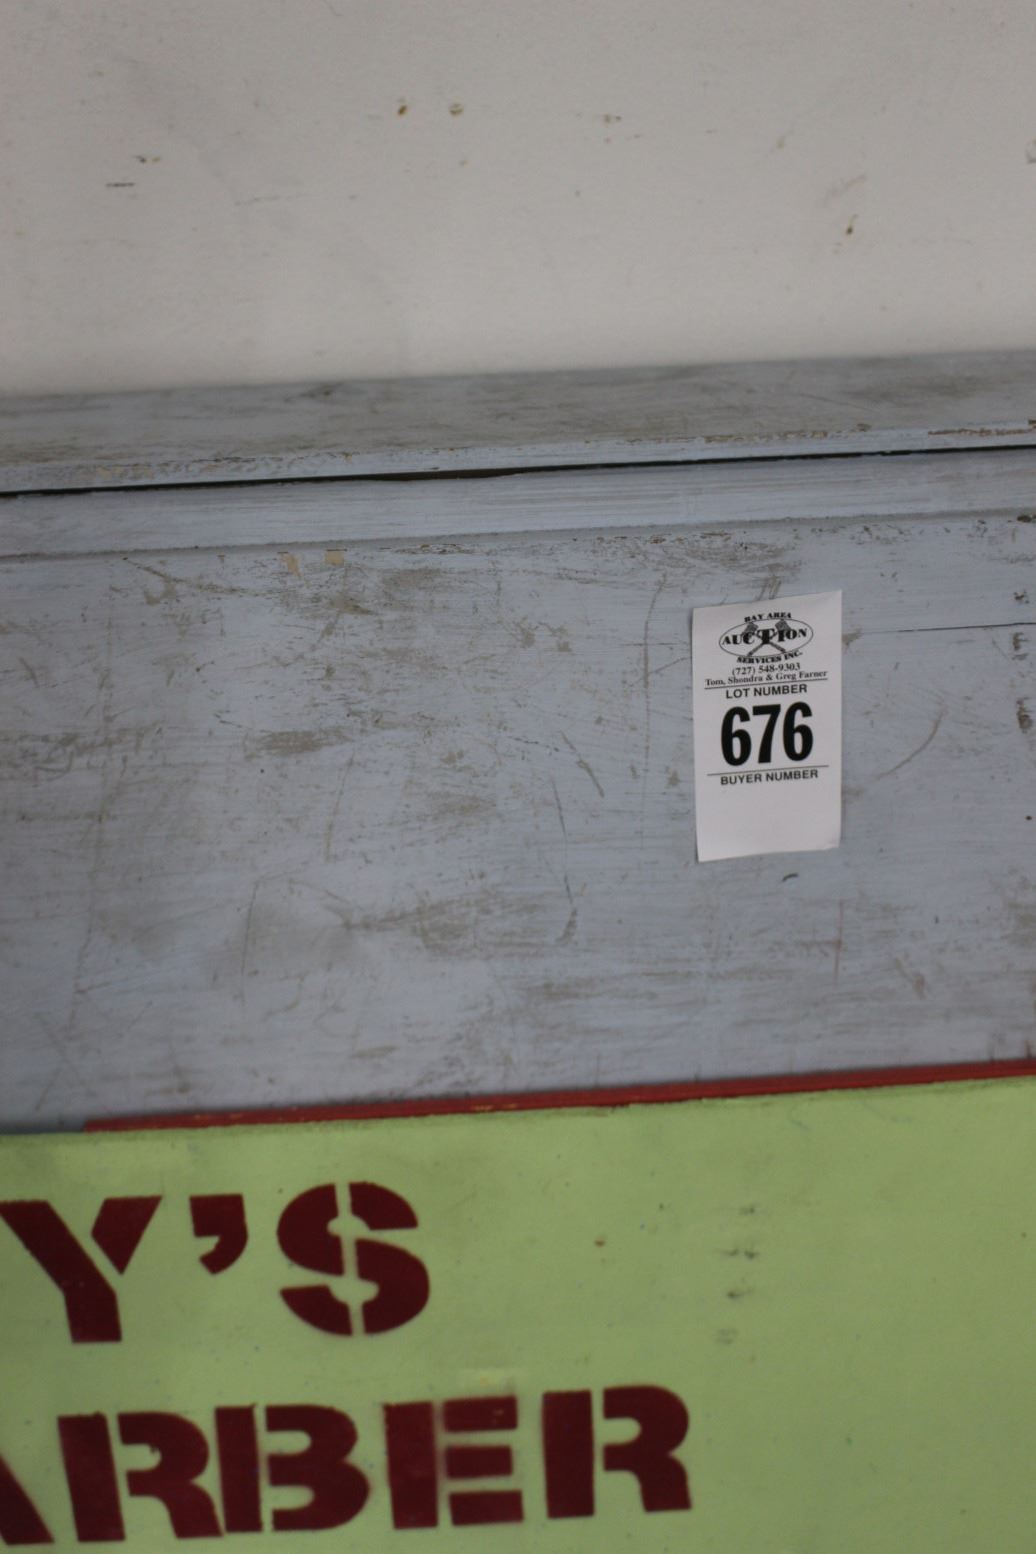 BAY AREA
AUCTION
SERVICES INC.
(727) 548-9303
Tom, Shondra & Greg Farner
LOT NUMBER
676
BUYER NUMBER
Y'S
ARBER